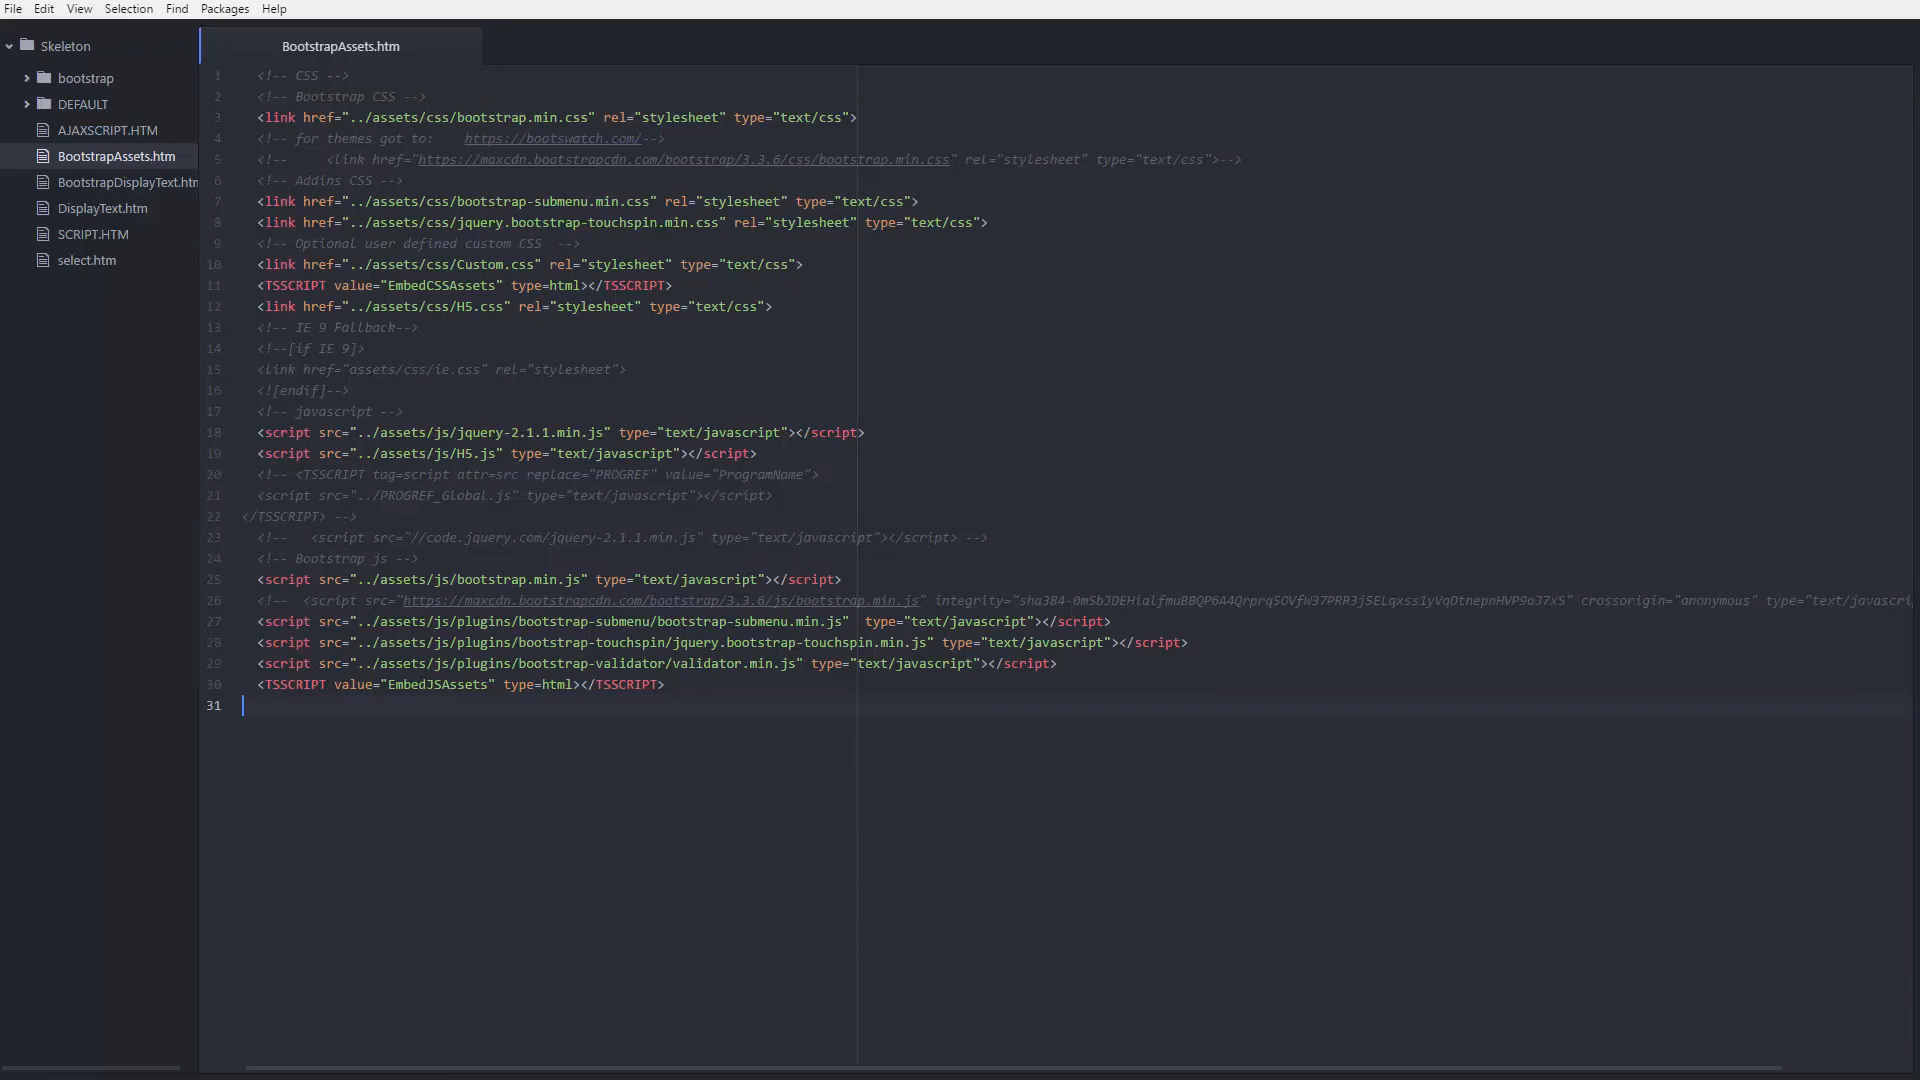 File Edit View Selection Find Packages Help
Skeleton
bootstrap
DEFAULT
AJAXSCRIPT.HTM
BootstrapAssets.htm
BootstrapDisplayText.htm
DisplayText.htm
SCRIPT.HTM
select.htm
BootstrapAssets.htm
1 <!-- CSS -->
2 <!-- Bootstrap CSS -->
3 <link href="../assets/css/bootstrap.min.css" rel="stylesheet" type="text/css">
4 <!-- for themes got to: https://bootswatch.com/-->
5 <!-- <link href="https://maxcdn.bootstrapcdn.com/bootstrap/3.3.6/css/bootstrap.min.css" rel="stylesheet" type="text/css">-->
6 <!-- Addins CSS -->
7 <link href="../assets/css/bootstrap-submenu.min.css" rel="stylesheet" type="text/css">
8 <link href="../assets/css/jquery.bootstrap-touchspin.min.css" rel="stylesheet" type="text/css">
9 <!-- Optional user defined custom CSS -->
10 <link href="../assets/css/Custom.css" rel="stylesheet" type="text/css">
11 <TSSCRIPT value="EmbedCSSAssets" type=html></TSSCRIPT>
12 <link href="../assets/css/H5.css" rel="stylesheet" type="text/css">
13 <!-- IE 9 Fallback-->
14 <!--[if IE 9]>
15 <link href="assets/css/ie.css" rel="stylesheet">
16 <![endif]-->
17 <!-- javascript -->
18 <script src="../assets/js/jquery-2.1.1.min.js" type="text/javascript"></script>
19 <script src="../assets/js/H5.js" type="text/javascript"></script>
20 <!-- <TSSCRIPT tag=script attr=src replace="PROGREF" value="ProgramName">
21 <script src="../PROGREF_Global.js" type="text/javascript"></script>
22 </TSSCRIPT> -->
23 <!-- <script src="//code.jquery.com/jquery-2.1.1.min.js" type="text/javascript"></script> -->
24 <!-- Bootstrap js -->
25 <script src="../assets/js/bootstrap.min.js" type="text/javascript"></script>
26 <!-- <script src="https://maxcdn.bootstrapcdn.com/bootstrap/3.3.6/js/bootstrap.min.js" integrity="sha384-0mSbJDEHialfmuBBQP6A4Qrprq5OVfW37PRR3j5ELqxss1yVqOtnepnHVP9aJ7xS" crossorigin="anonymous" type="text/javascri
27 <script src="../assets/js/plugins/bootstrap-submenu/bootstrap-submenu.min.js" type="text/javascript"></script>
28 <script src="../assets/js/plugins/bootstrap-touchspin/jquery.bootstrap-touchspin.min.js" type="text/javascript"></script>
29 <script src="../assets/js/plugins/bootstrap-validator/validator.min.js" type="text/javascript"></script>
30 <TSSCRIPT value="EmbedJSAssets" type=html></TSSCRIPT>
31